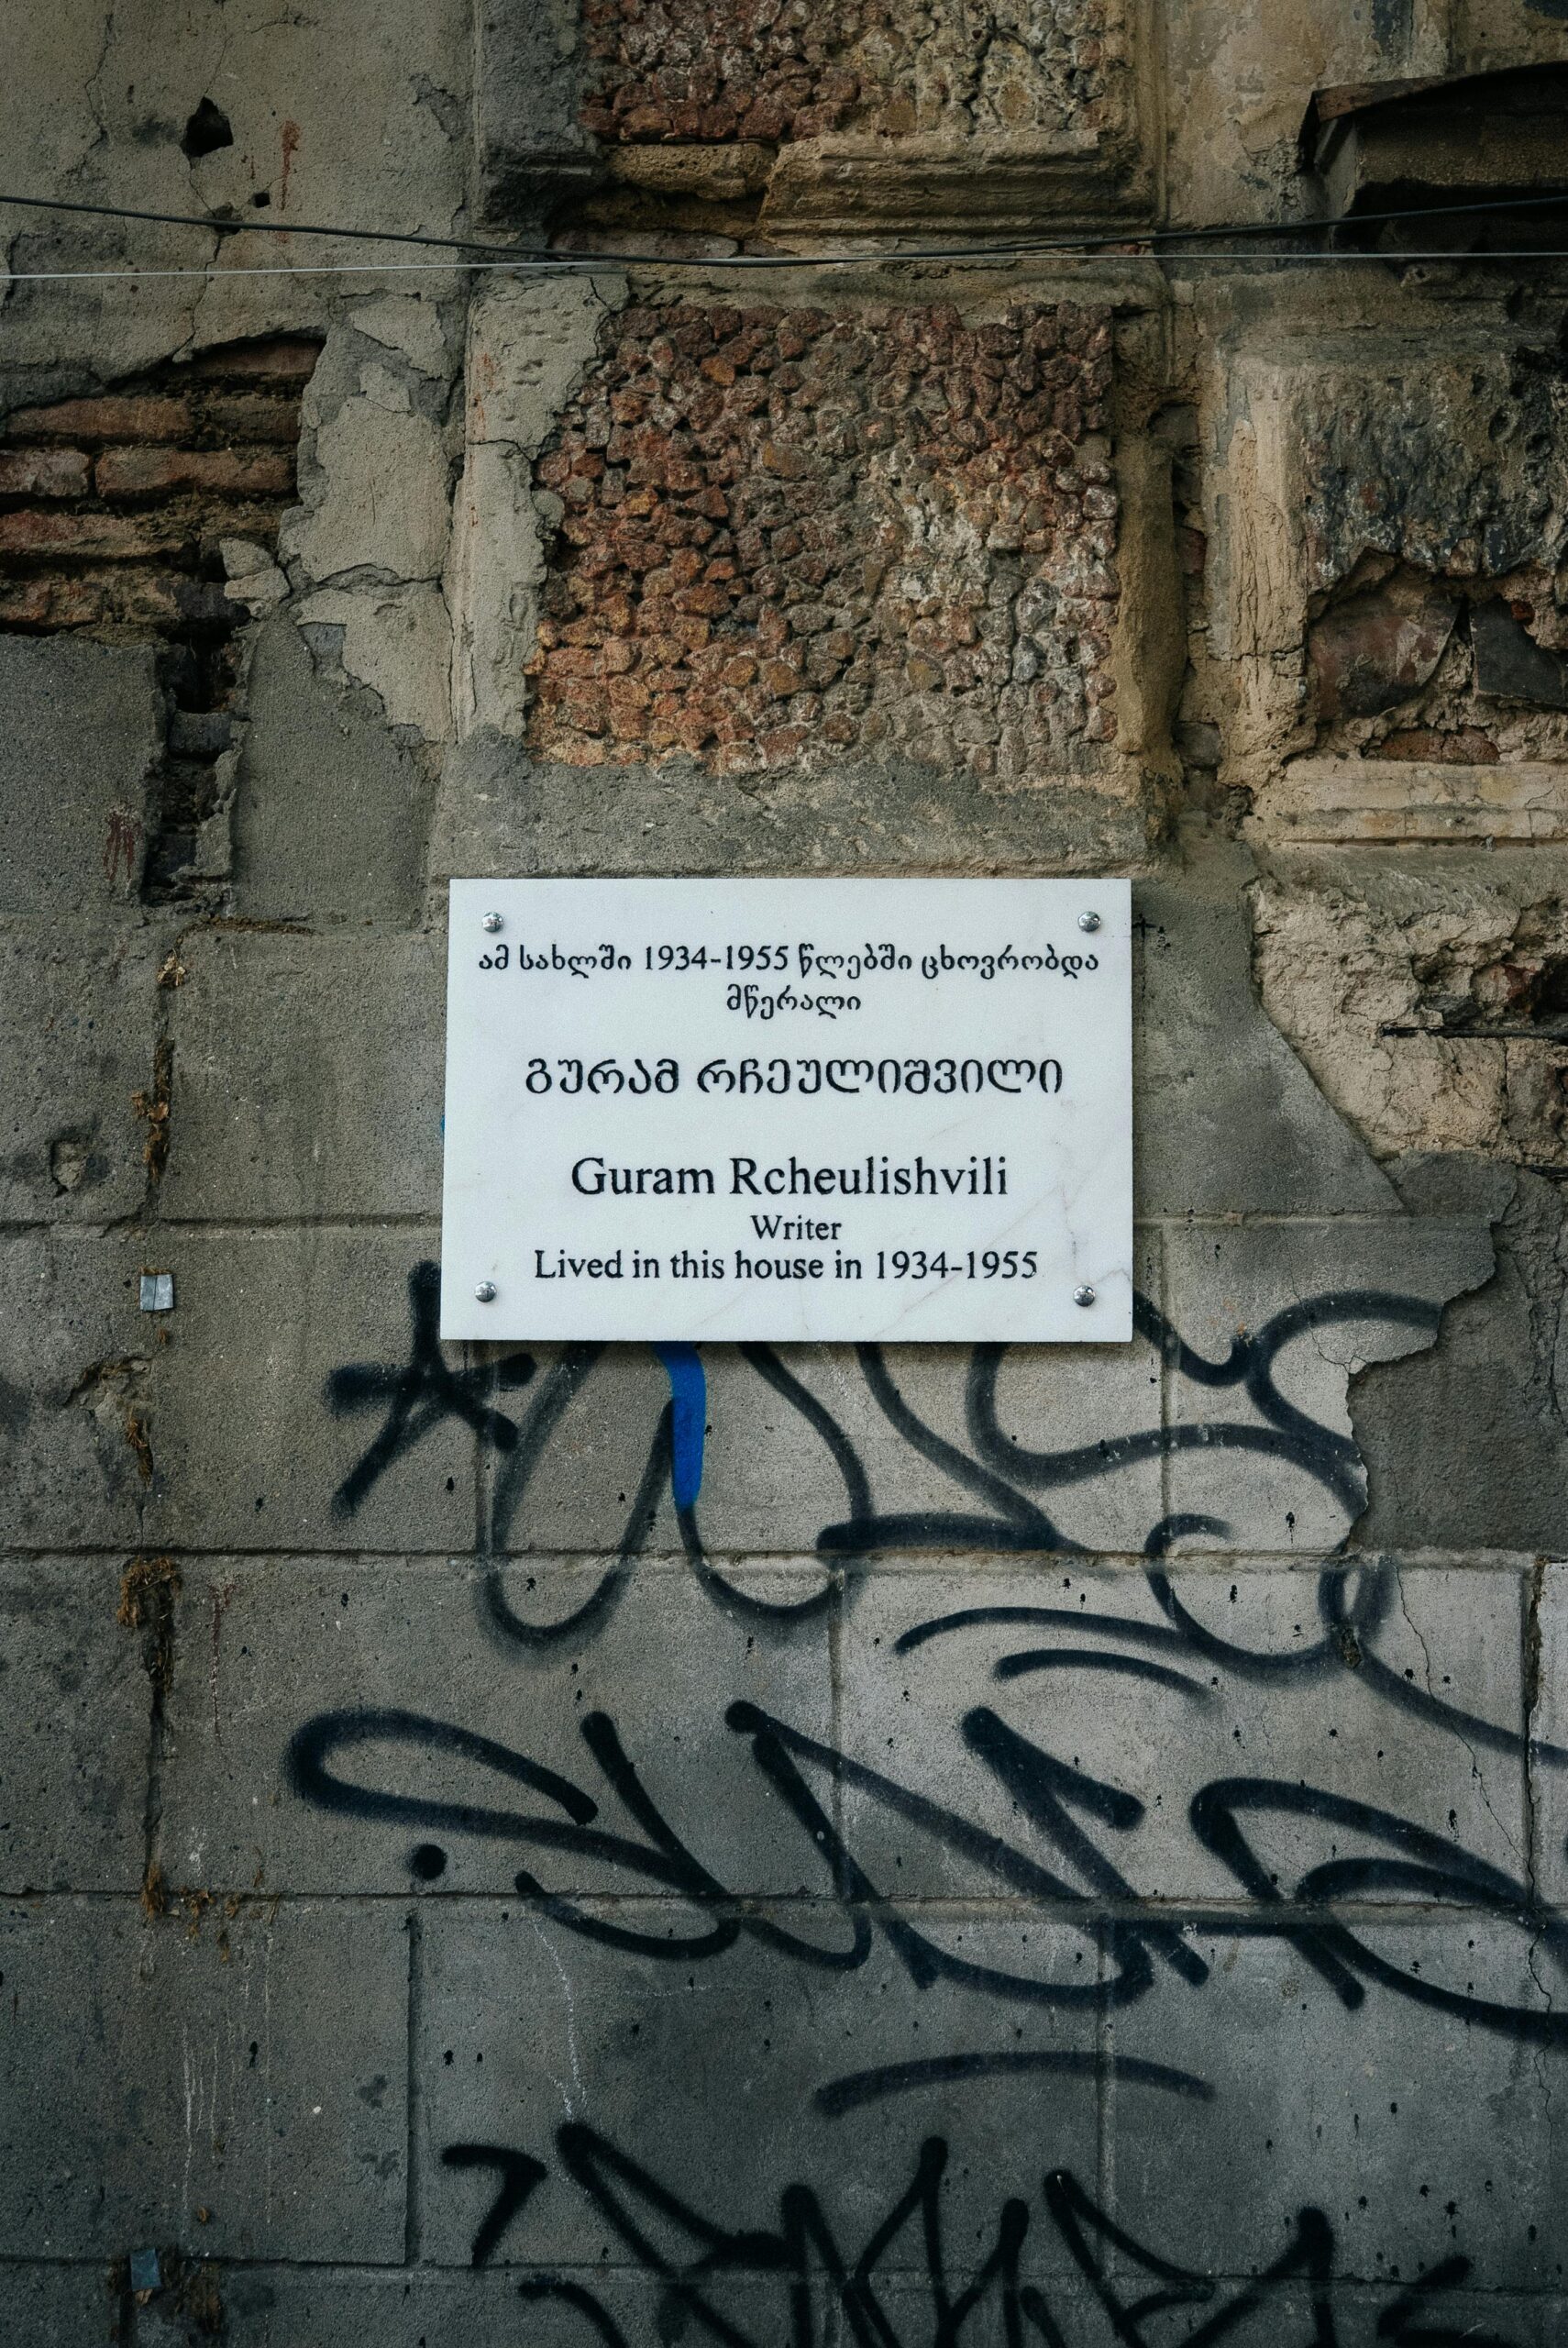 ამ სახლში 1934-1955 წლებში ცხოვრობდა
მწერალი
გურამ რჩეულიშვილი
Guram Rcheulishvili
Writer
Lived in this house in 1934-1955